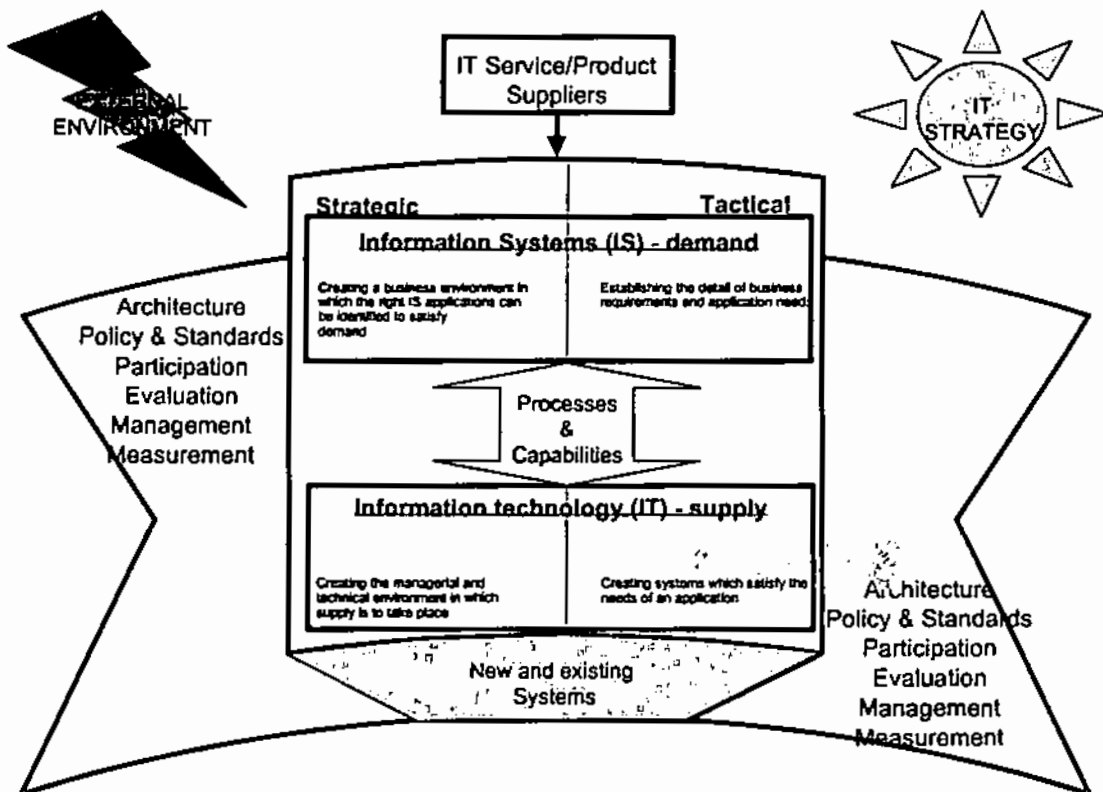 IT Service/Product
Suppliers
ENVIRONMENT
IT
STRATEGY
Strategic
Tactical
Information Systems (IS) - demand
Creating a business environment in
which the right IS applications can
be identified to satisfy
demand
Establishing the detail of business
requirements and application needs
Architecture
Policy & Standards
Participation
Evaluation
Management
Measurement
Processes
&
Capabilities
Information technology (IT) - supply
Creating the managerial and
technical environment in which
supply is to take place
Creating systems which satisfy the
needs of an application
Architecture
Policy & Standards
Participation
Evaluation
Management
Measurement
New and existing
Systems